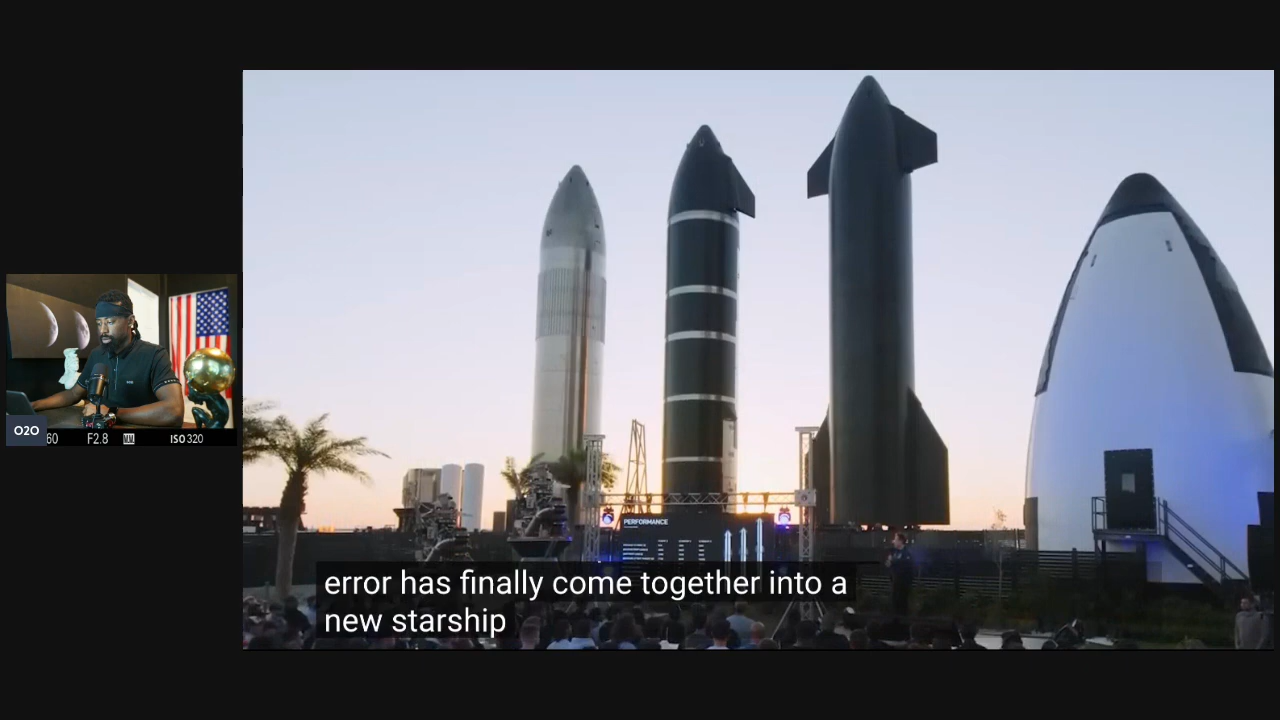 PERFORMANCE
error has finally come together into a
new starship
O2O
60
F2.8
ISO 320